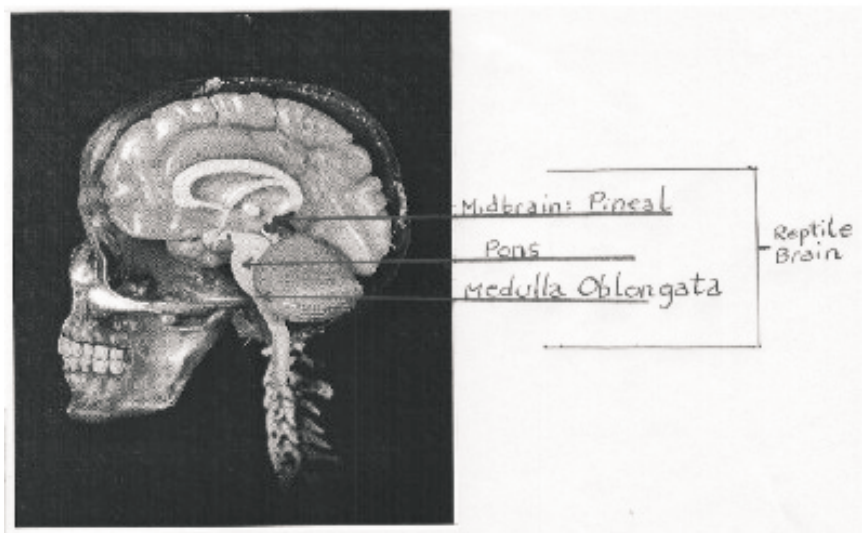 Midbrain: Pineal
Pons
Medulla Oblongata
Reptile
Brain